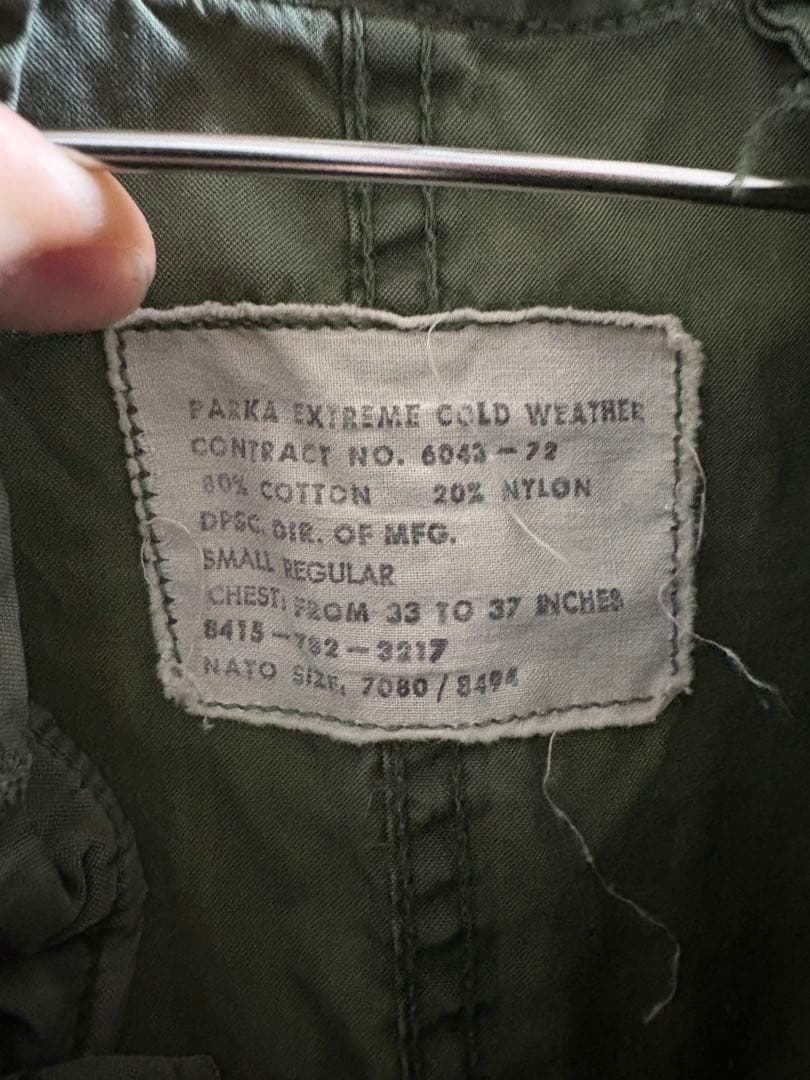 PARKA EXTREME COLD WEATHER
CONTRACT NO. 6043-72
80% COTTON 20% NYLON
DPSC, DIR. OF MFG.
SMALL REGULAR
CHEST; FROM 33 TO 37 INCHES
8415-782-3217
NATO SIZE, 7080/8494